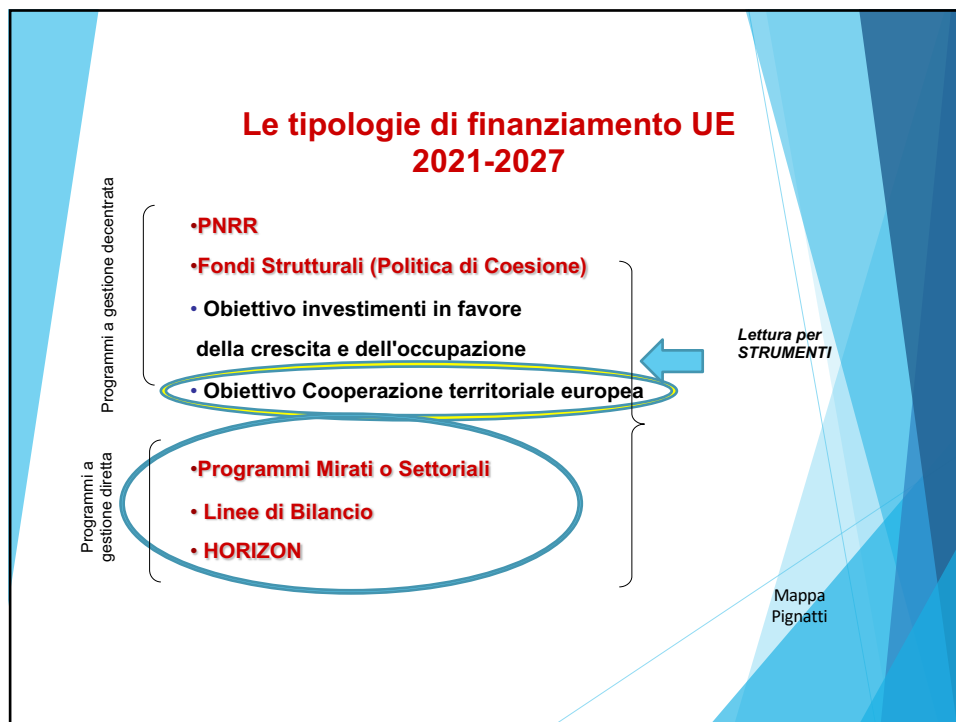 Le tipologie di finanziamento UE
2021-2027
Programmi a gestione decentrata
•PNRR
•Fondi Strutturali (Politica di Coesione)
• Obiettivo investimenti in favore
della crescita e dell'occupazione
• Obiettivo Cooperazione territoriale europea
Lettura per
STRUMENTI
Programmi a
gestione diretta
•Programmi Mirati o Settoriali
• Linee di Bilancio
• HORIZON
Mappa
Pignatti